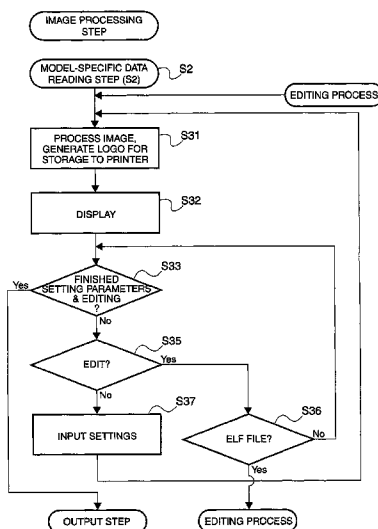 IMAGE PROCESSING
STEP
MODEL-SPECIFIC DATA
READING STEP (S2)
S2
EDITING PROCESS
S31
PROCESS IMAGE,
GENERATE LOGO FOR
STORAGE TO PRINTER
S32
DISPLAY
S33
Yes
FINISHED
SETTING PARAMETERS
& EDITING
?
No
S35
EDIT?
Yes
No
S37
INPUT SETTINGS
S36
ELF FILE?
No
Yes
OUTPUT STEP
EDITING PROCESS